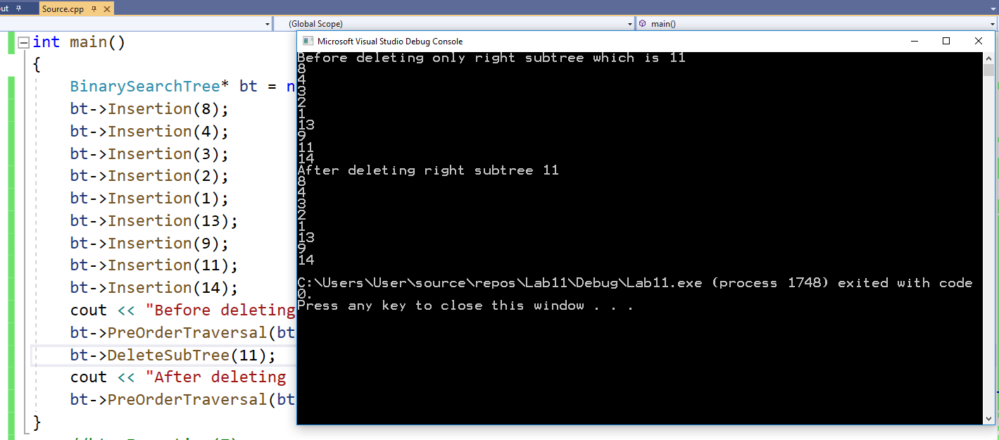 out
Source.cpp
(Global Scope)
main()
int main()
{
BinarySearchTree* bt = n
bt->Insertion(8);
bt->Insertion(4);
bt->Insertion(3);
bt->Insertion(2);
bt->Insertion(1);
bt->Insertion(13);
bt->Insertion(9);
bt->Insertion(11);
bt->Insertion(14);
cout << "Before deleting
bt->PreOrderTraversal(bt
bt->DeleteSubTree(11);
cout << "After deleting
bt->PreOrderTraversal(bt
}
Microsoft Visual Studio Debug Console
Before deleting only right subtree which is 11
8
4
3
2
1
13
9
11
14
After deleting right subtree 11
8
4
3
2
1
13
9
14
C:\Users\User\source\repos\Lab11\Debug\Lab11.exe (process 1748) exited with code
0.
Press any key to close this window . . .